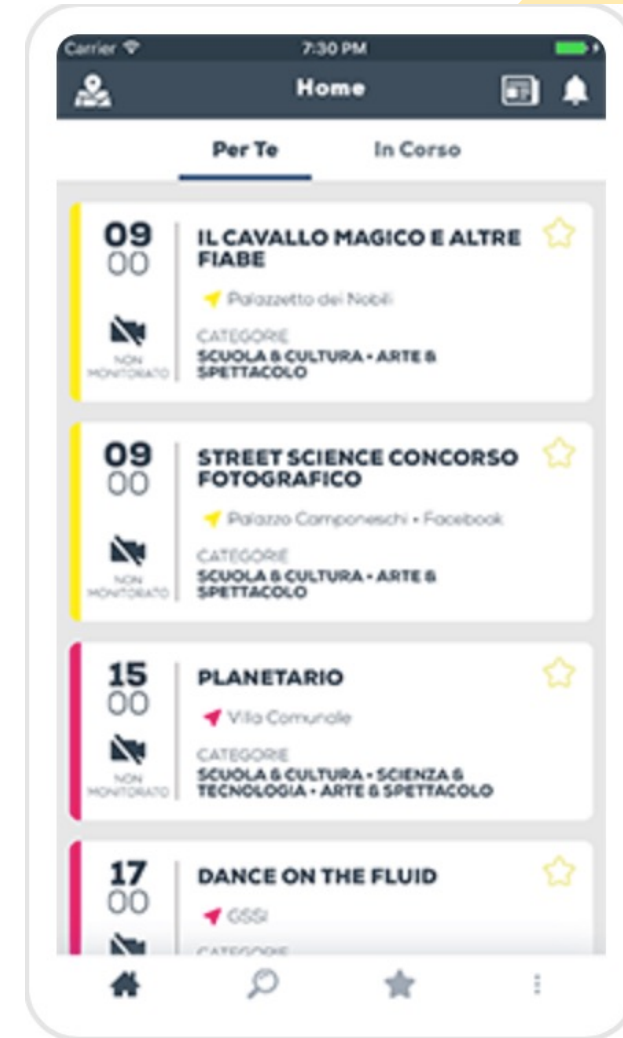 Carrier 7:30 PM
Home
Per Te In Corso
09
00
IL CAVALLO MAGICO E ALTRE
FIABE
Palazzetto dei Nobili
CATEGORIE
SCUOLA & CULTURA • ARTE &
SPETTACOLO
NON
MONITORATO
09
00
STREET SCIENCE CONCORSO
FOTOGRAFICO
Palazzo Camponeschi • Facebook
CATEGORIE
SCUOLA & CULTURA • ARTE &
SPETTACOLO
NON
MONITORATO
15
00
PLANETARIO
Villa Comunale
CATEGORIE
SCUOLA & CULTURA • SCIENZA &
TECNOLOGIA • ARTE & SPETTACOLO
NON
MONITORATO
17
00
DANCE ON THE FLUID
GSSI
CATEGORIE